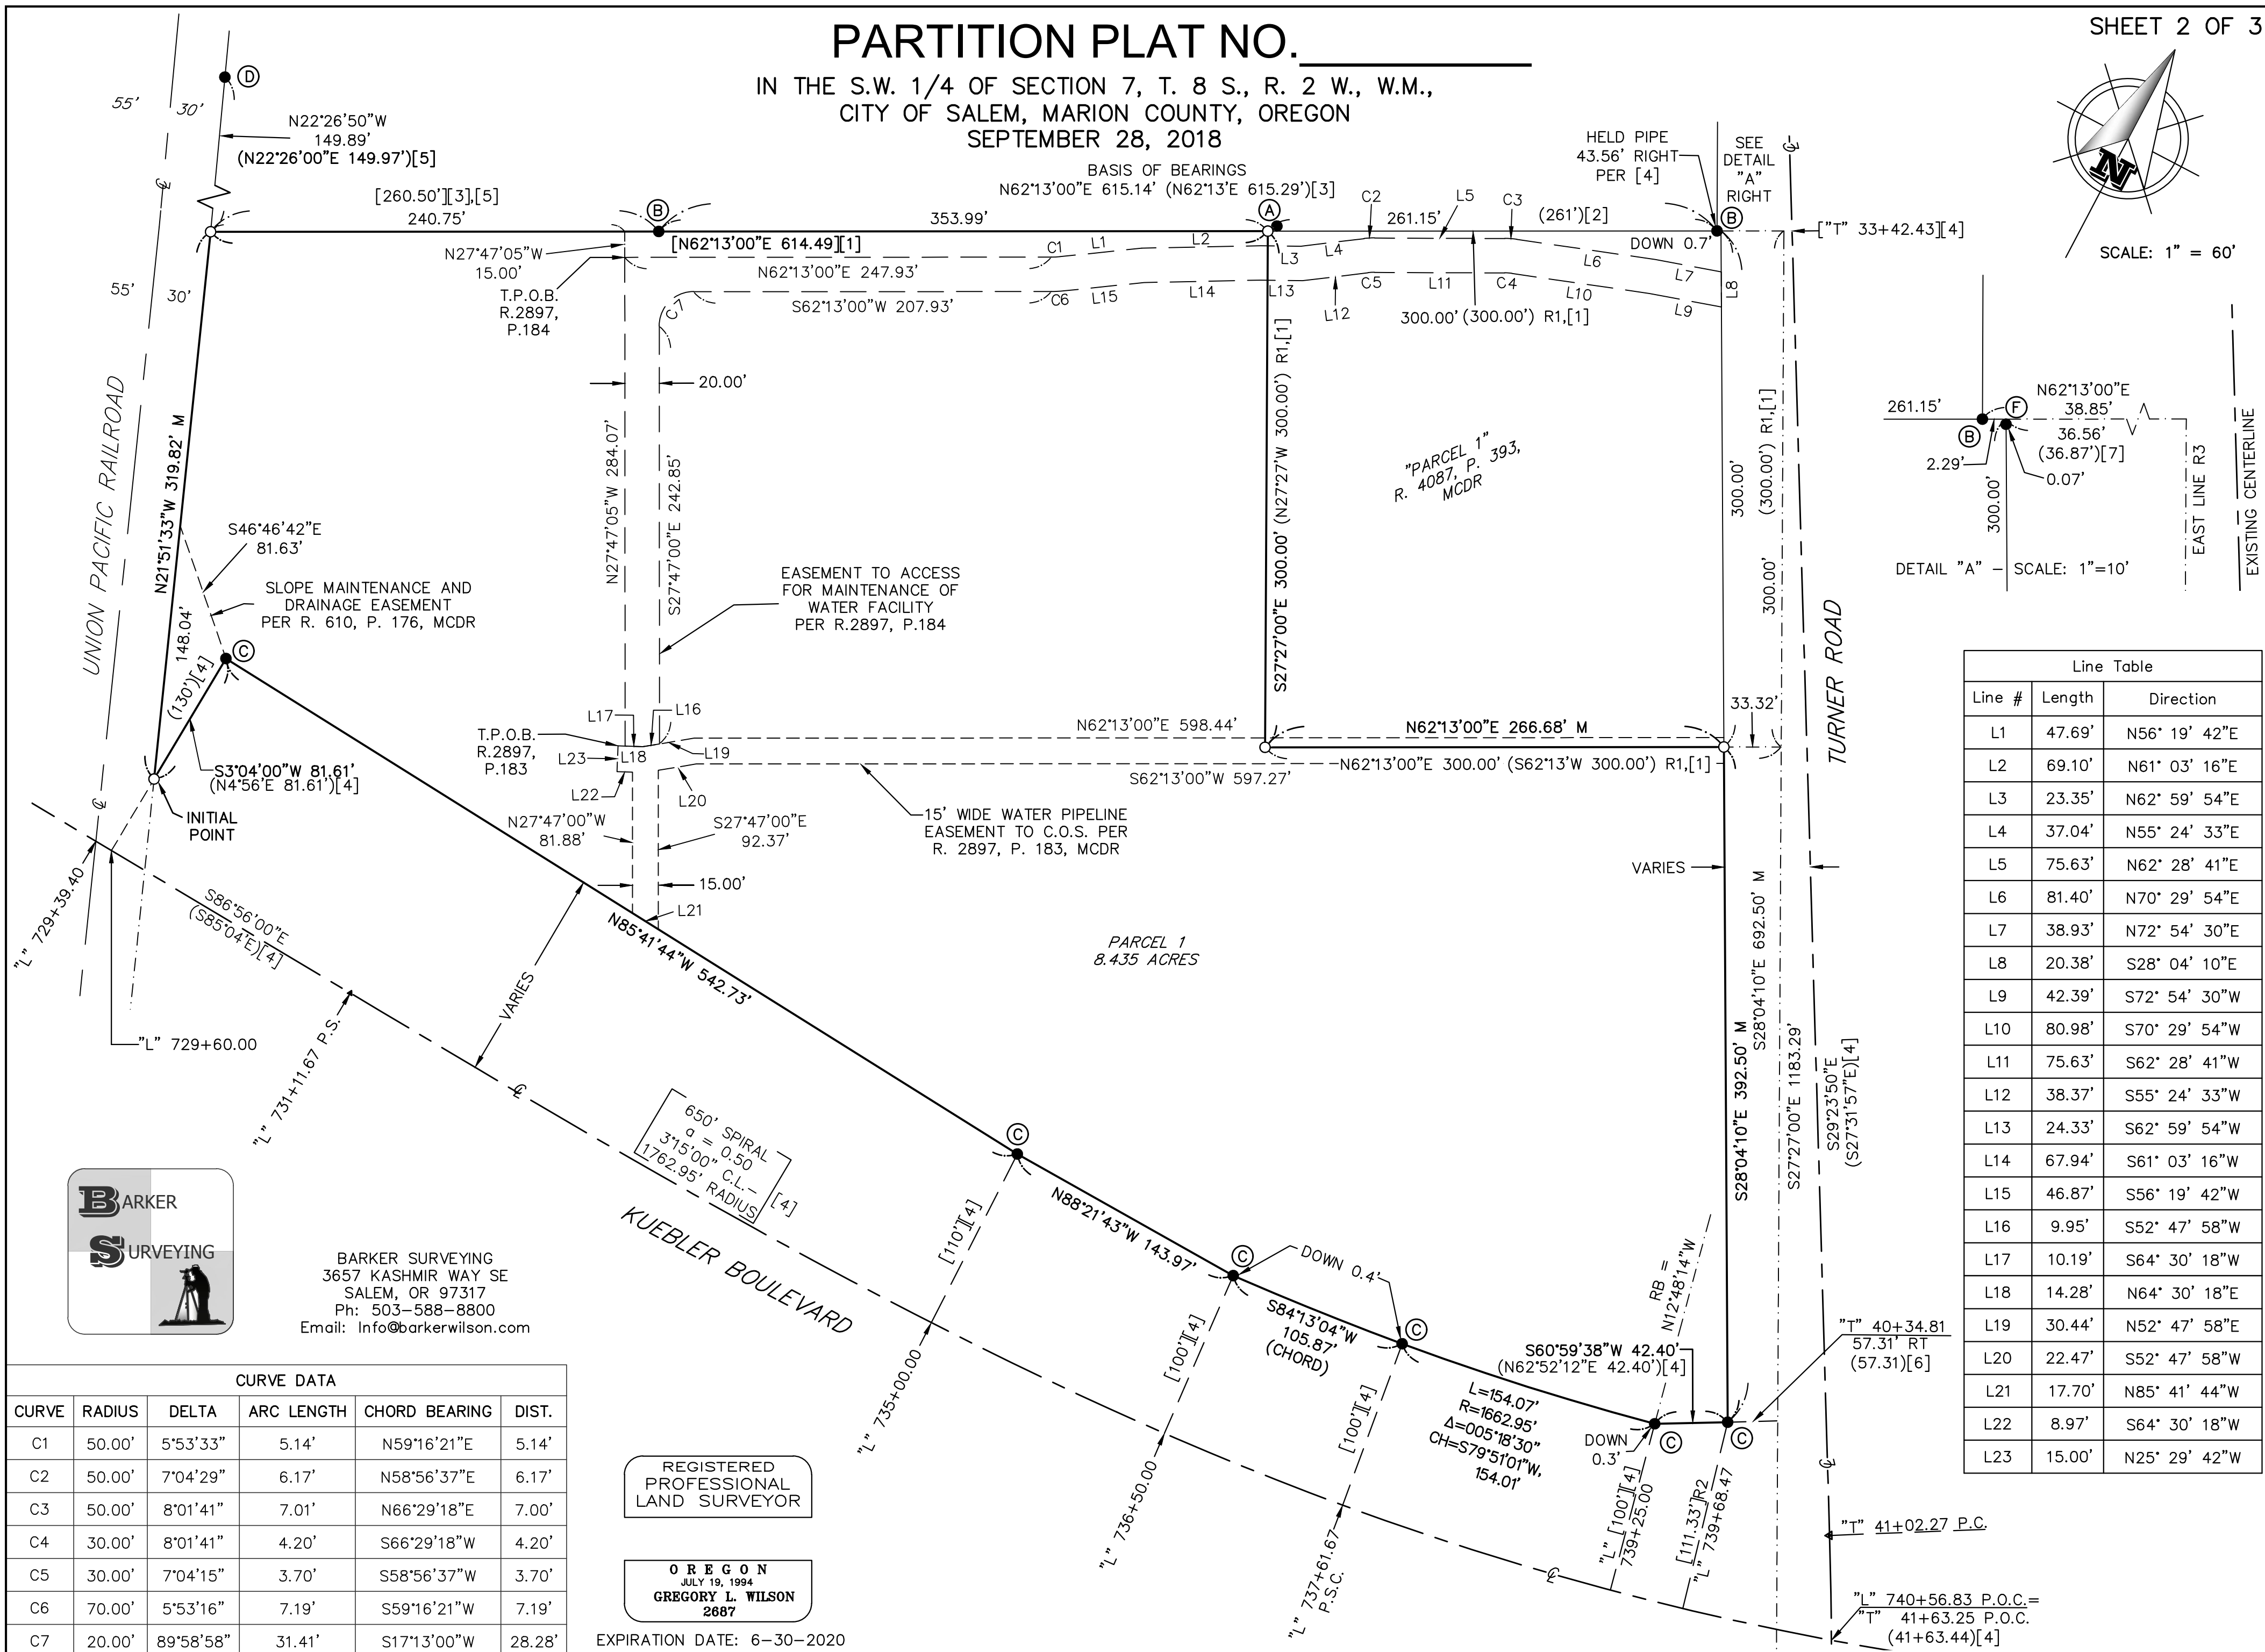 PARTITION PLAT NO.
IN THE S.W. 1/4 OF SECTION 7, T. 8 S., R. 2 W., W.M.,
CITY OF SALEM, MARION COUNTY, OREGON
SEPTEMBER 28, 2018
SHEET 2 OF 3
N
SCALE: 1" = 60'
D
55' 30'
N22°26'50"W
149.89'
(N22°26'00"E 149.97')[5]
[260.50'][3],[5]
240.75'
B
BASIS OF BEARINGS
N62°13'00"E 615.14' (N62°13'E 615.29')[3]
353.99'
[N62°13'00"E 614.49][1]
A
C2
261.15'
L5
C3
(261')[2]
HELD PIPE
43.56' RIGHT
PER [4]
SEE
DETAIL
"A"
RIGHT
B
DOWN 0.7'
["T" 33+42.43][4]
N27°47'05"W
15.00'
T.P.O.B.
R.2897,
P.184
N62°13'00"E 247.93'
S62°13'00"W 207.93'
C1
L1
L2
L3
L4
L6
L7
L8
C7
C6
L15
L14
L13
L12
C5
L11
C4
L10
L9
300.00' (300.00') R1,[1]
55' 30'
20.00'
UNION PACIFIC RAILROAD
N21°51'33"W 319.82' M
148.04'
S46°46'42"E
81.63'
SLOPE MAINTENANCE AND
DRAINAGE EASEMENT
PER R. 610, P. 176, MCDR
N27°47'05"W 284.07'
S27°47'00"E 242.85'
EASEMENT TO ACCESS
FOR MAINTENANCE OF
WATER FACILITY
PER R.2897, P.184
S27°27'00"E 300.00' (N27°27'W 300.00') R1,[1]
"PARCEL 1"
R. 4087, P. 393,
MCDR
300.00'
(300.00') R1,[1]
300.00'
TURNER ROAD
261.15'
B
F
N62°13'00"E
38.85'
36.56'
(36.87')[7]
2.29'
0.07'
300.00'
EAST LINE R3
EXISTING CENTERLINE
DETAIL "A" – SCALE: 1"=10'
C
(130')[4]
S3°04'00"W 81.61'
(N4°56'E 81.61')[4]
INITIAL
POINT
T.P.O.B.
R.2897,
P.183
L17
L16
L23
L18
L19
L22
L20
N62°13'00"E 598.44'
N62°13'00"E 266.68' M
33.32'
S62°13'00"W 597.27'
N62°13'00"E 300.00' (S62°13'W 300.00') R1,[1]
N27°47'00"W
81.88'
S27°47'00"E
92.37'
15' WIDE WATER PIPELINE
EASEMENT TO C.O.S. PER
R. 2897, P. 183, MCDR
15.00'
L21
VARIES
PARCEL 1
8.435 ACRES
"L" 729+39.40
S86°56'00"E
(S85°04'E)[4]
"L" 729+60.00
"L" 731+11.67 P.S.
VARIES
N85°41'44"W 542.73'
650' SPIRAL
a = 0.50
3°15'00" C.L.–
1762.95' RADIUS
[4]
KUEBLER BOULEVARD
C
[110'][4]
"L" 735+00.00
N88°21'43"W 143.97'
C
DOWN 0.4'
[100'][4]
"L" 736+50.00
S84°13'04"W
105.87'
(CHORD)
C
[100'][4]
"L" 737+61.67
P.S.C.
L=154.07'
R=1662.95'
Δ=005°18'30"
CH=S79°51'01"W,
154.01'
RB =
N12°48'14"W
S60°59'38"W 42.40'
(N62°52'12"E 42.40')[4]
DOWN
0.3'
C
C
"L" [100'][4]
739+25.00
[111.33']R2
"L" 739+68.47
S28°04'10"E 392.50' M
S28°04'10"E 692.50' M
S27°27'00"E 1183.29'
S29°23'50"E
(S27°31'57"E)[4]
"T" 40+34.81
57.31' RT
(57.31)[6]
"T" 41+02.27 P.C.
"L" 740+56.83 P.O.C.=
"T" 41+63.25 P.O.C.
(41+63.44)[4]
Line Table
Line # Length Direction
L1 47.69' N56° 19' 42"E
L2 69.10' N61° 03' 16"E
L3 23.35' N62° 59' 54"E
L4 37.04' N55° 24' 33"E
L5 75.63' N62° 28' 41"E
L6 81.40' N70° 29' 54"E
L7 38.93' N72° 54' 30"E
L8 20.38' S28° 04' 10"E
L9 42.39' S72° 54' 30"W
L10 80.98' S70° 29' 54"W
L11 75.63' S62° 28' 41"W
L12 38.37' S55° 24' 33"W
L13 24.33' S62° 59' 54"W
L14 67.94' S61° 03' 16"W
L15 46.87' S56° 19' 42"W
L16 9.95' S52° 47' 58"W
L17 10.19' S64° 30' 18"W
L18 14.28' N64° 30' 18"E
L19 30.44' N52° 47' 58"E
L20 22.47' S52° 47' 58"W
L21 17.70' N85° 41' 44"W
L22 8.97' S64° 30' 18"W
L23 15.00' N25° 29' 42"W
BARKER
SURVEYING
BARKER SURVEYING
3657 KASHMIR WAY SE
SALEM, OR 97317
Ph: 503–588–8800
Email: Info@barkerwilson.com
CURVE DATA
CURVE RADIUS DELTA ARC LENGTH CHORD BEARING DIST.
C1 50.00' 5°53'33" 5.14' N59°16'21"E 5.14'
C2 50.00' 7°04'29" 6.17' N58°56'37"E 6.17'
C3 50.00' 8°01'41" 7.01' N66°29'18"E 7.00'
C4 30.00' 8°01'41" 4.20' S66°29'18"W 4.20'
C5 30.00' 7°04'15" 3.70' S58°56'37"W 3.70'
C6 70.00' 5°53'16" 7.19' S59°16'21"W 7.19'
C7 20.00' 89°58'58" 31.41' S17°13'00"W 28.28'
REGISTERED
PROFESSIONAL
LAND SURVEYOR
OREGON
JULY 19, 1994
GREGORY L. WILSON
2687
EXPIRATION DATE: 6–30–2020